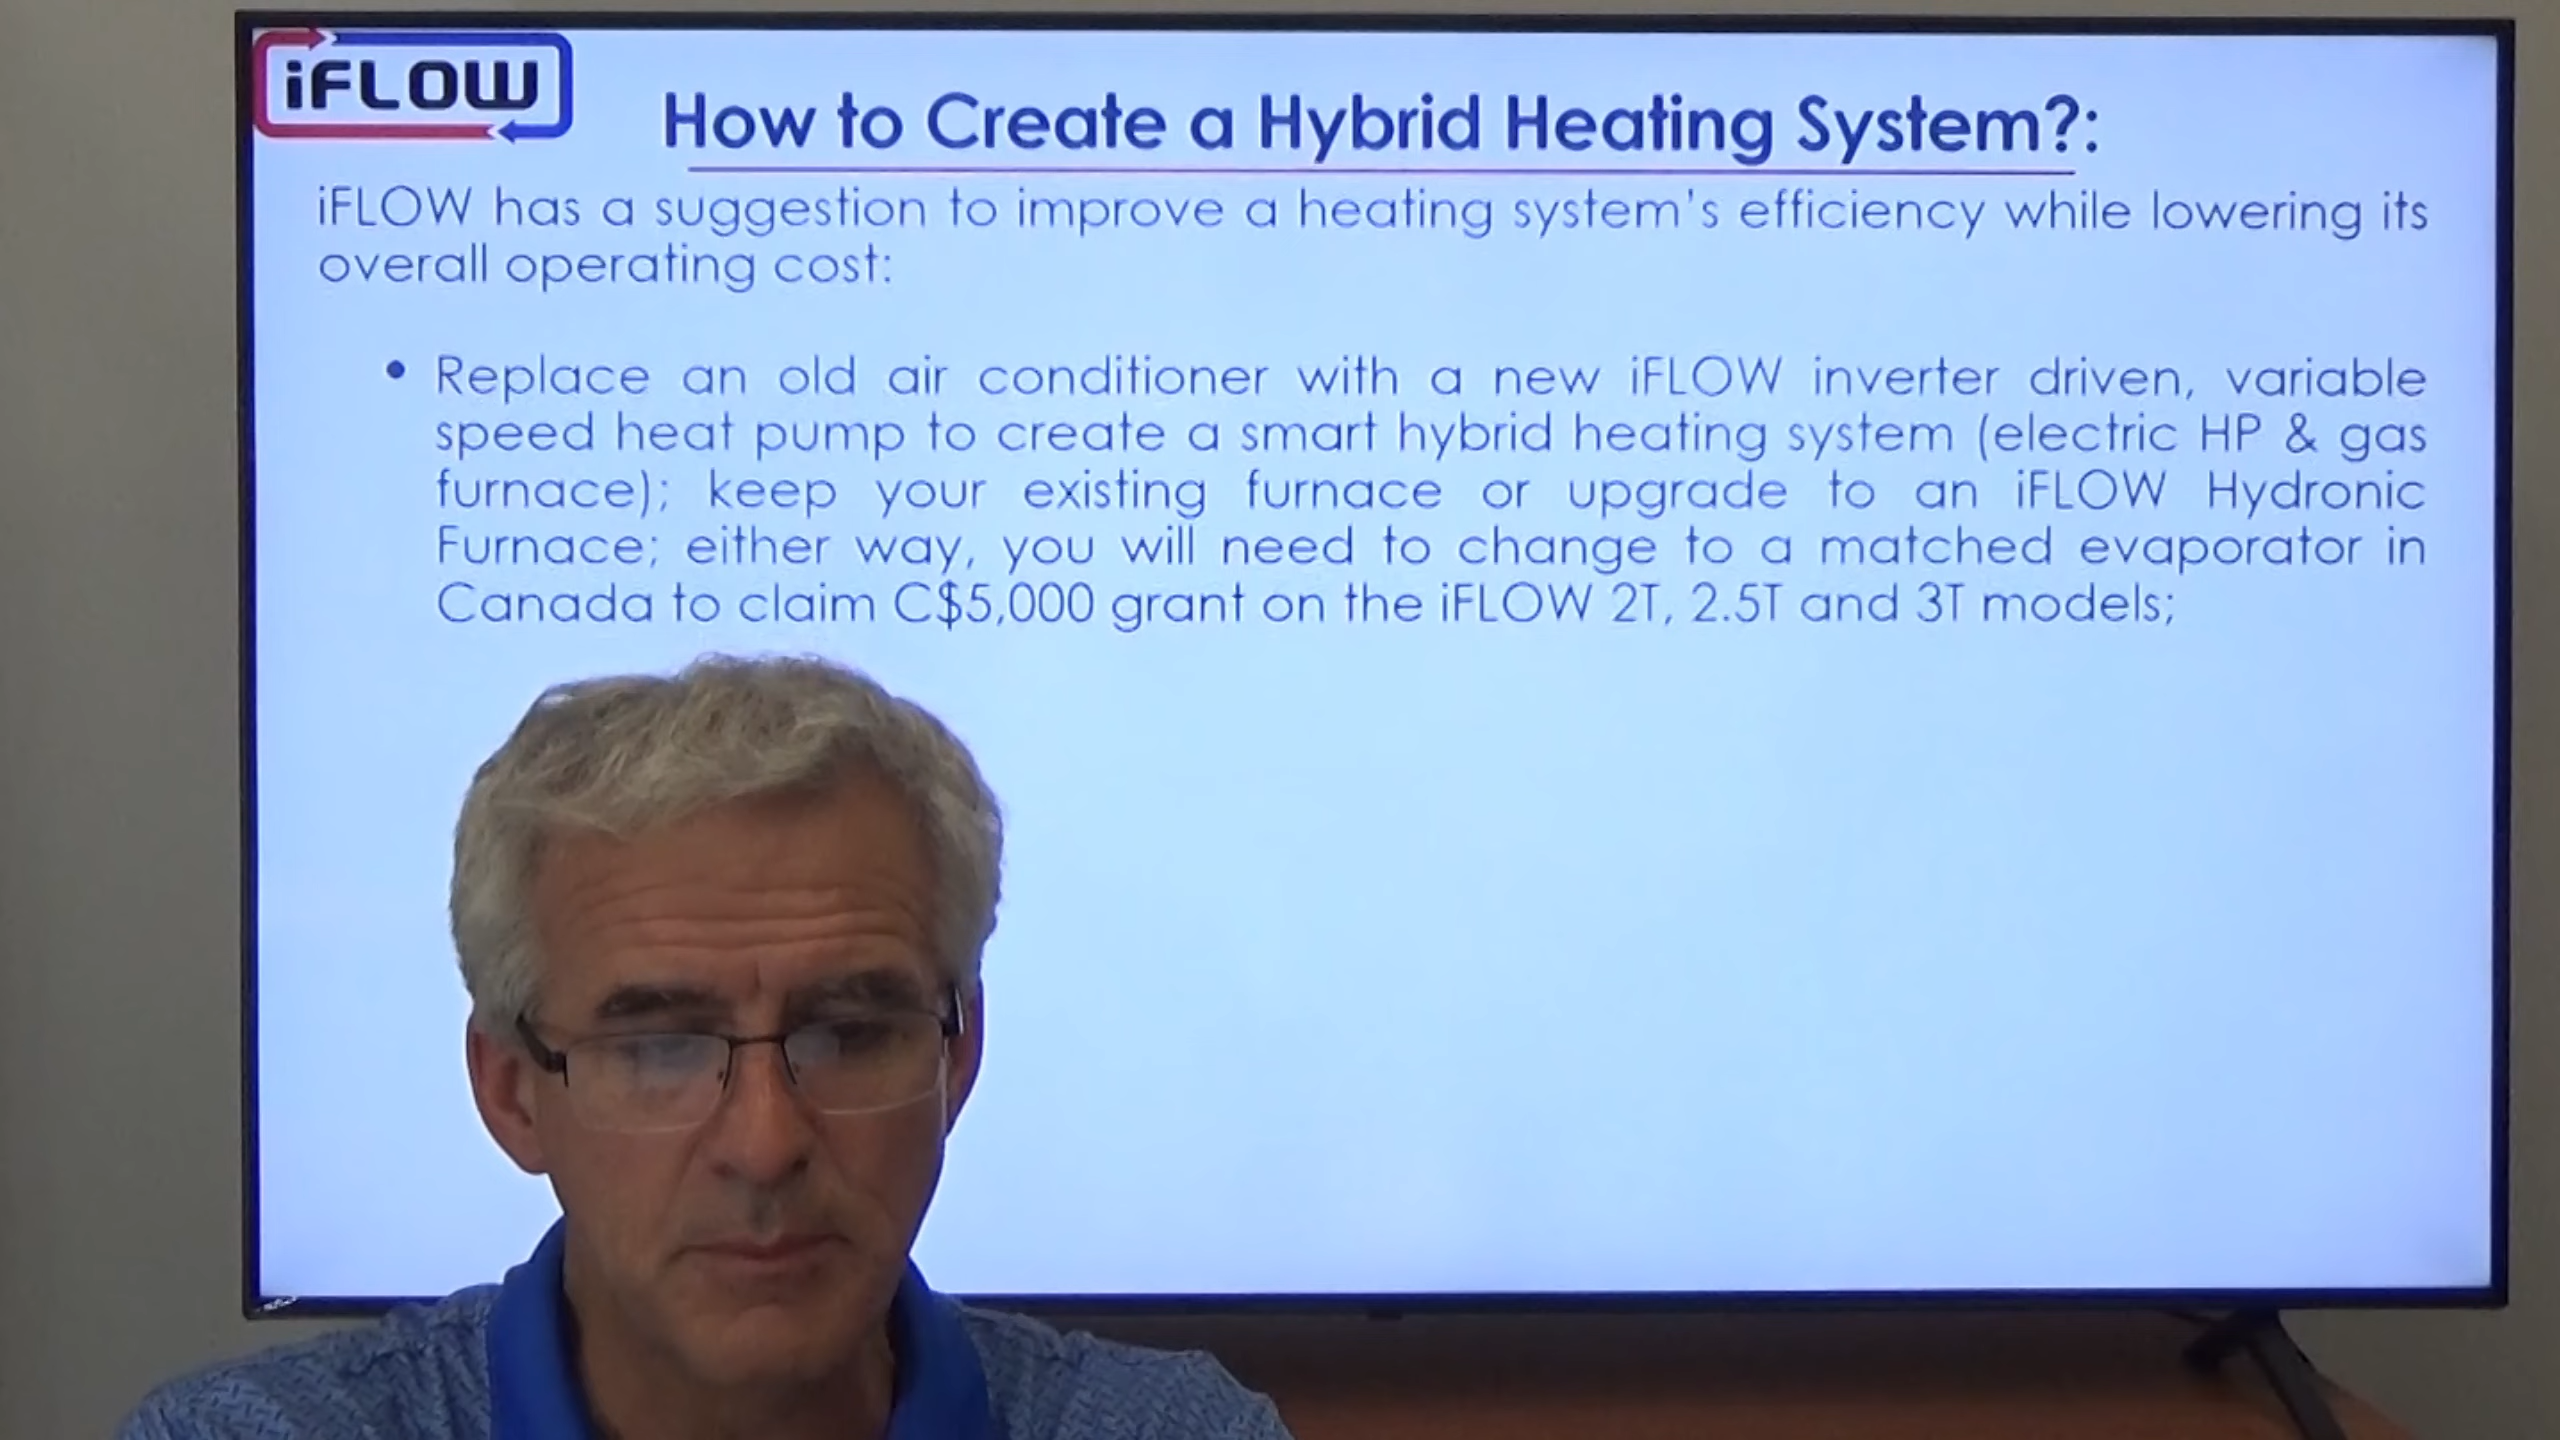 iFLOW
How to Create a Hybrid Heating System?:
iFLOW has a suggestion to improve a heating system's efficiency while lowering its
overall operating cost:
• Replace an old air conditioner with a new iFLOW inverter driven, variable
speed heat pump to create a smart hybrid heating system (electric HP & gas
furnace); keep your existing furnace or upgrade to an iFLOW Hydronic
Furnace; either way, you will need to change to a matched evaporator in
Canada to claim C$5,000 grant on the iFLOW 2T, 2.5T and 3T models;